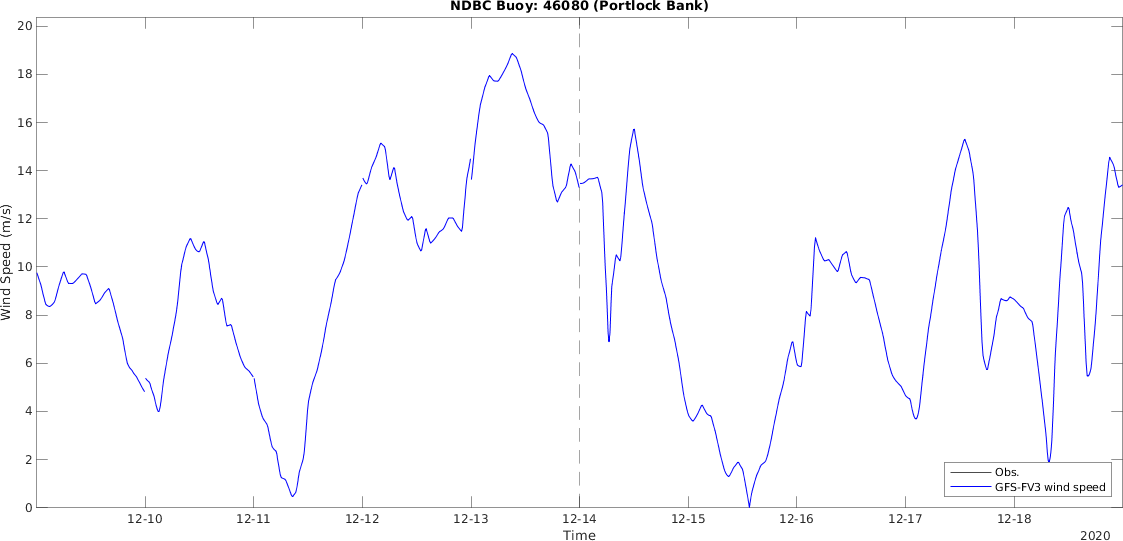 NDBC Buoy: 46080 (Portlock Bank)
20
18
16
14
12
10
8
6
4
2
0
Wind Speed (m/s)
Obs.
GFS-FV3 wind speed
12-10 12-11 12-12 12-13 12-14 12-15 12-16 12-17 12-18
Time
2020